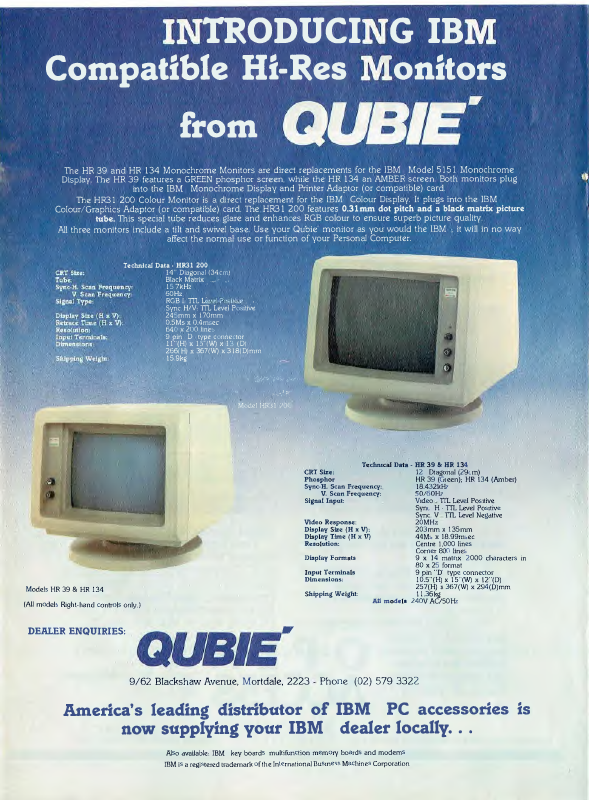 INTRODUCING IBM
Compatible Hi-Res Monitors
from QUBIE´
The HR 39 and HR 134 Monochrome Monitors are direct replacements for the IBM Model 5151 Monochrome
Display. The HR 39 features a GREEN phosphor screen, while the HR 134 an AMBER screen. Both monitors plug
into the IBM Monochrome Display and Printer Adaptor (or compatible) card.
The HR31 200 Colour Monitor is a direct replacement for the IBM Colour Display. It plugs into the IBM
Colour/Graphics Adaptor (or compatible) card. The HR31 200 features 0.31mm dot pitch and a black matrix picture
tube. This special tube reduces glare and enhances RGB colour to ensure superb picture quality.
All three monitors include a tilt and swivel base. Use your Qubie´ monitor as you would the IBM, it will in no way
affect the normal use or function of your Personal Computer.
Technical Data - HR31 200
CRT Size: 14" Diagonal (34cm)
Tube: Black Matrix
Sync-H. Scan Frequency: 15.7kHz
V. Scan Frequency: 60Hz
Signal Type: RGB I TTL Level-Positive
Sync H/V: TTL Level Positive
Display Size (H x V): 245mm x 170mm
Retrace Time (H x V): 0.5Ms x 0.4msec
Resolution: 640 x 200 lines
Input Terminals: 9 pin D type connector
Dimensions: 11"(H) x 15"(W) x 13 (D)
266(H) x 367(W) x 318(D)mm
Shipping Weight: 15.9kg
Model HR31 200
Technical Data - HR 39 & HR 134
CRT Size: 12 Diagonal (29cm)
Phosphor HR 39 (Green); HR 134 (Amber)
Sync-H. Scan Frequency: 18.432kHz
V. Scan Frequency: 50/60Hz
Signal Input: Video . TTL Level Positive
Sync. H - TTL Level Positive
Sync. V . TTL Level Negative
Video Response: 20MHz
Display Size (H x V): 203mm x 135mm
Display Time (H x V) 44Ms x 18.99msec
Resolution: Centre 1,000 lines
Corner 800 lines
Display Formats 9 x 14 matrix 2000 characters in
80 x 25 format
Input Terminals 9 pin "D" type connector
Dimensions: 10.5"(H) x 15"(W) x 12"(D)
257(H) x 367(W) x 294(D)mm
Shipping Weight: 11.36kg
All models 240V AC/50Hz
Models HR 39 & HR 134
(All models Right-hand controls only.)
DEALER ENQUIRIES:
QUBIE´
9/62 Blackshaw Avenue, Mortdale, 2223 - Phone (02) 579 3322
America's leading distributor of IBM PC accessories is
now supplying your IBM dealer locally. . .
Also available: IBM key boards multifunction memory boards and modems
IBM is a registered trademark of the International Business Machines Corporation